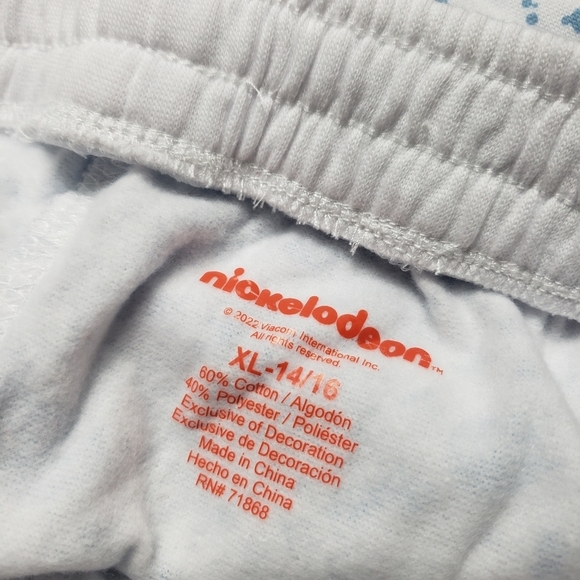 nickelodeon™
© 2022 Viacom International Inc.
All rights reserved.
XL-14/16
60% Cotton / Algodón
40% Polyester / Poliéster
Exclusive of Decoration
Exclusive de Decoración
Made in China
Hecho en China
RN# 71868